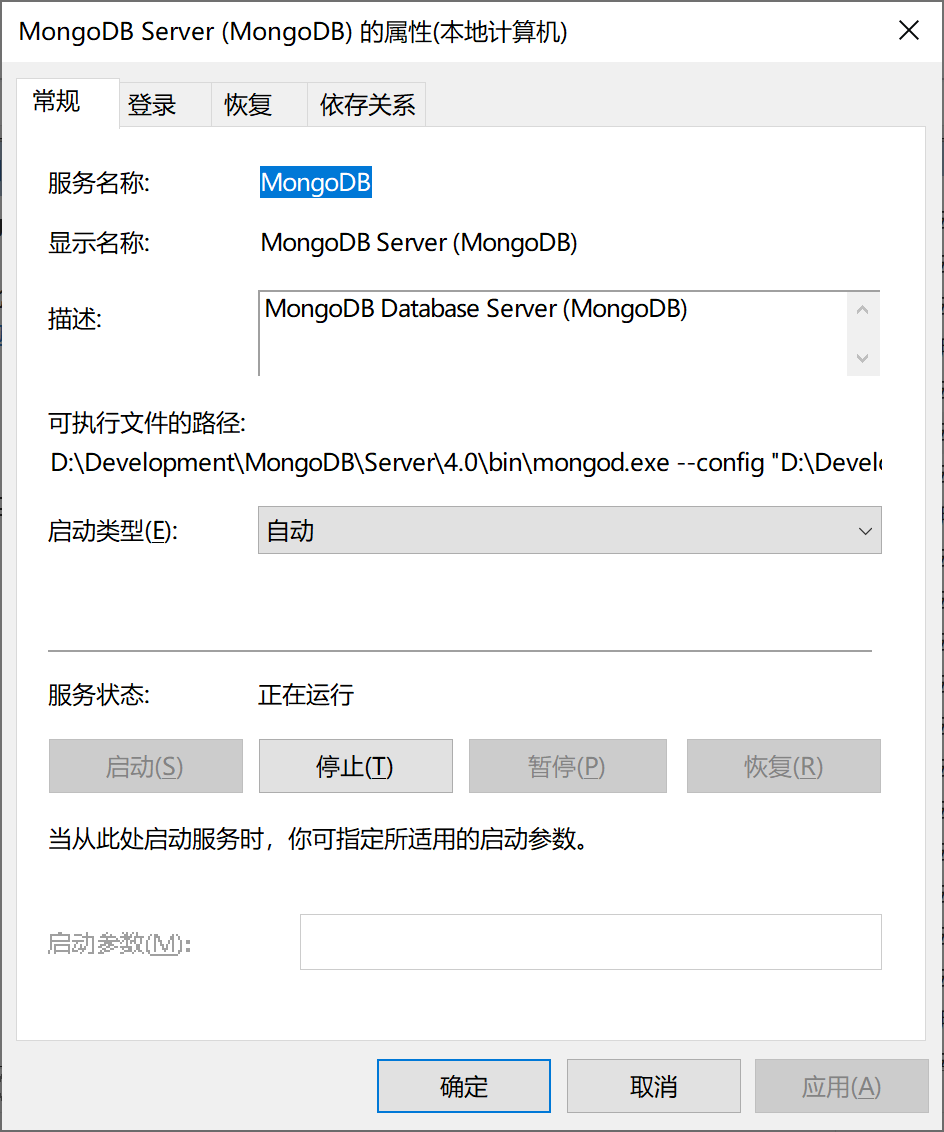 MongoDB Server (MongoDB) 的属性(本地计算机)
常规 登录 恢复 依存关系
服务名称: MongoDB
显示名称: MongoDB Server (MongoDB)
描述: MongoDB Database Server (MongoDB)
可执行文件的路径:
D:\Development\MongoDB\Server\4.0\bin\mongod.exe --config "D:\Develo
启动类型(E): 自动
服务状态: 正在运行
启动(S) 停止(T) 暂停(P) 恢复(R)
当从此处启动服务时，你可指定所适用的启动参数。
启动参数(M):
确定 取消 应用(A)